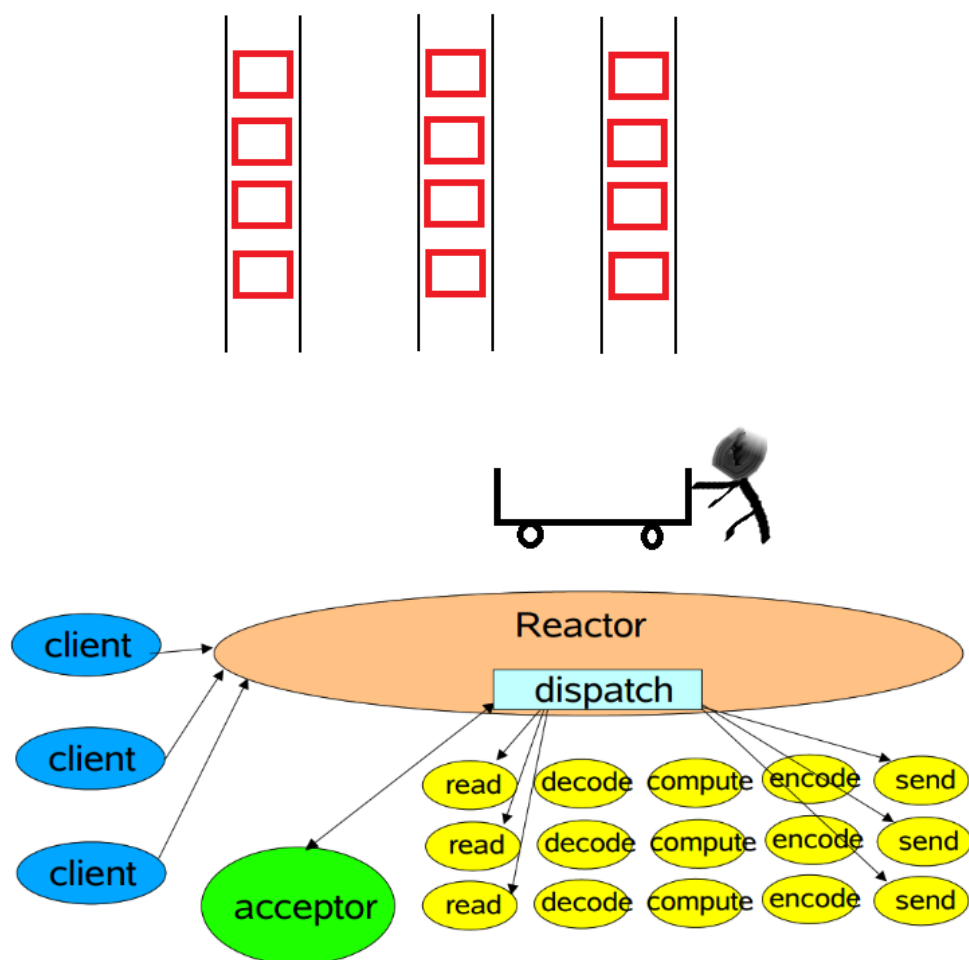 Reactor
client
dispatch
client
read decode compute encode send
read decode compute encode send
client
acceptor
read decode compute encode send